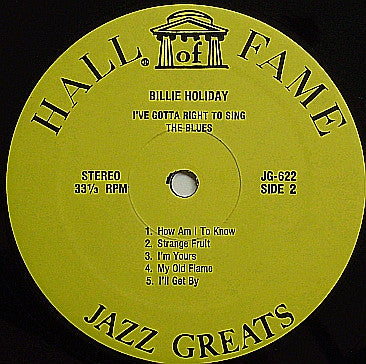 HALL of FAME
BILLIE HOLIDAY
I'VE GOTTA RIGHT TO SING
THE BLUES
STEREO
33⅓ RPM
JG-622
SIDE 2
1. How Am I To Know
2. Strange Fruit
3. I'm Yours
4. My Old Flame
5. I'll Get By
JAZZ GREATS